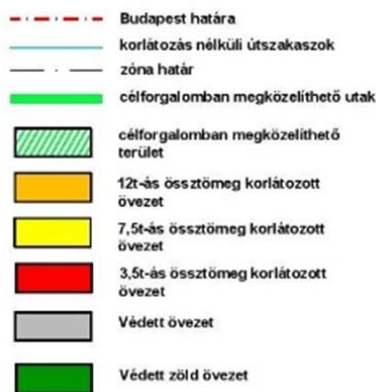 Budapest határa
korlátozás nélküli útszakaszok
zóna határ
célforgalomban megközelíthető utak
célforgalomban megközelíthető
terület
12t-ás össztömeg korlátozott
övezet
7,5t-ás össztömeg korlátozott
övezet
3,5t-ás össztömeg korlátozott
övezet
Védett övezet
Védett zöld övezet